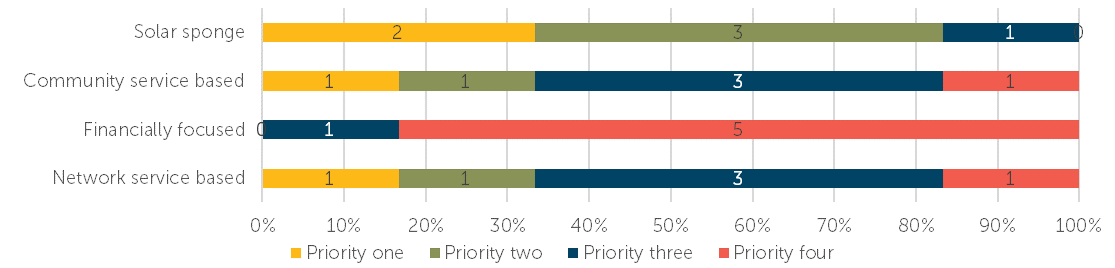 Solar sponge 2 3 1 0
Community service based 1 1 3 1
Financially focused 0 1 5
Network service based 1 1 3 1
0% 10% 20% 30% 40% 50% 60% 70% 80% 90% 100%
Priority one Priority two Priority three Priority four